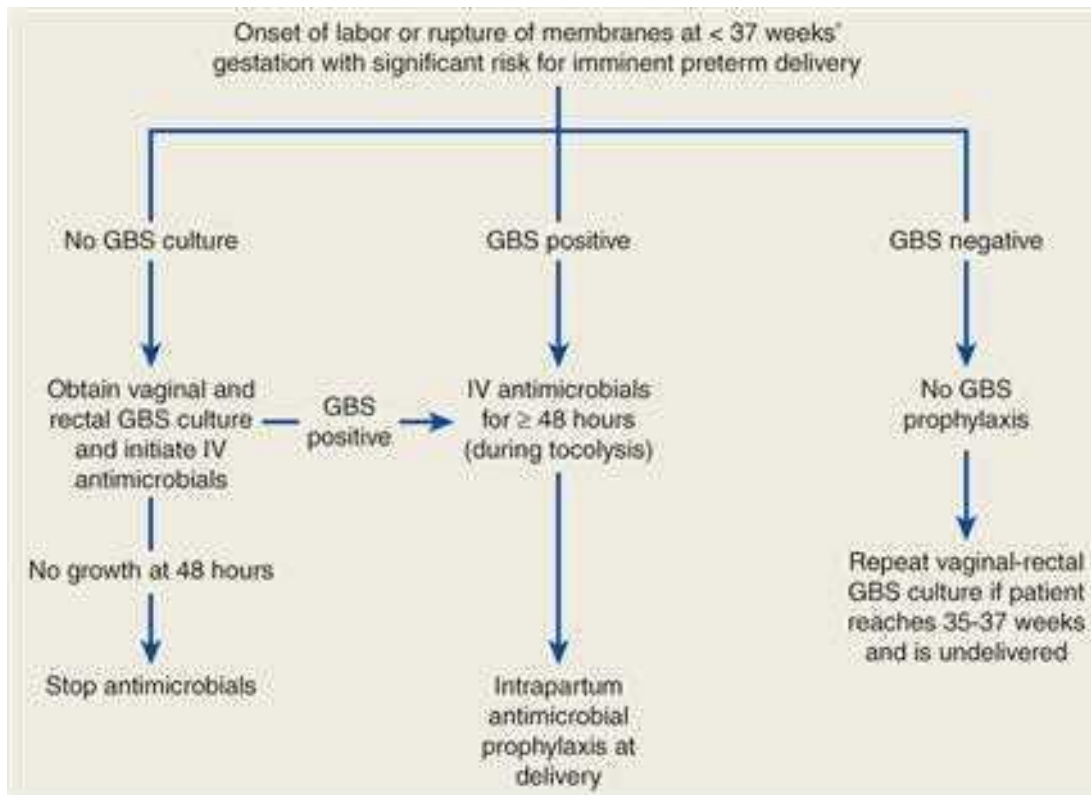 Onset of labor or rupture of membranes at < 37 weeks'
gestation with significant risk for imminent preterm delivery
No GBS culture
GBS positive
GBS negative
Obtain vaginal and
rectal GBS culture
and initiate IV
antimicrobials
GBS
positive
IV antimicrobials
for ≥ 48 hours
(during tocolysis)
No GBS
prophylaxis
No growth at 48 hours
Stop antimicrobials
Intrapartum
antimicrobial
prophylaxis at
delivery
Repeat vaginal-rectal
GBS culture if patient
reaches 35-37 weeks
and is undelivered